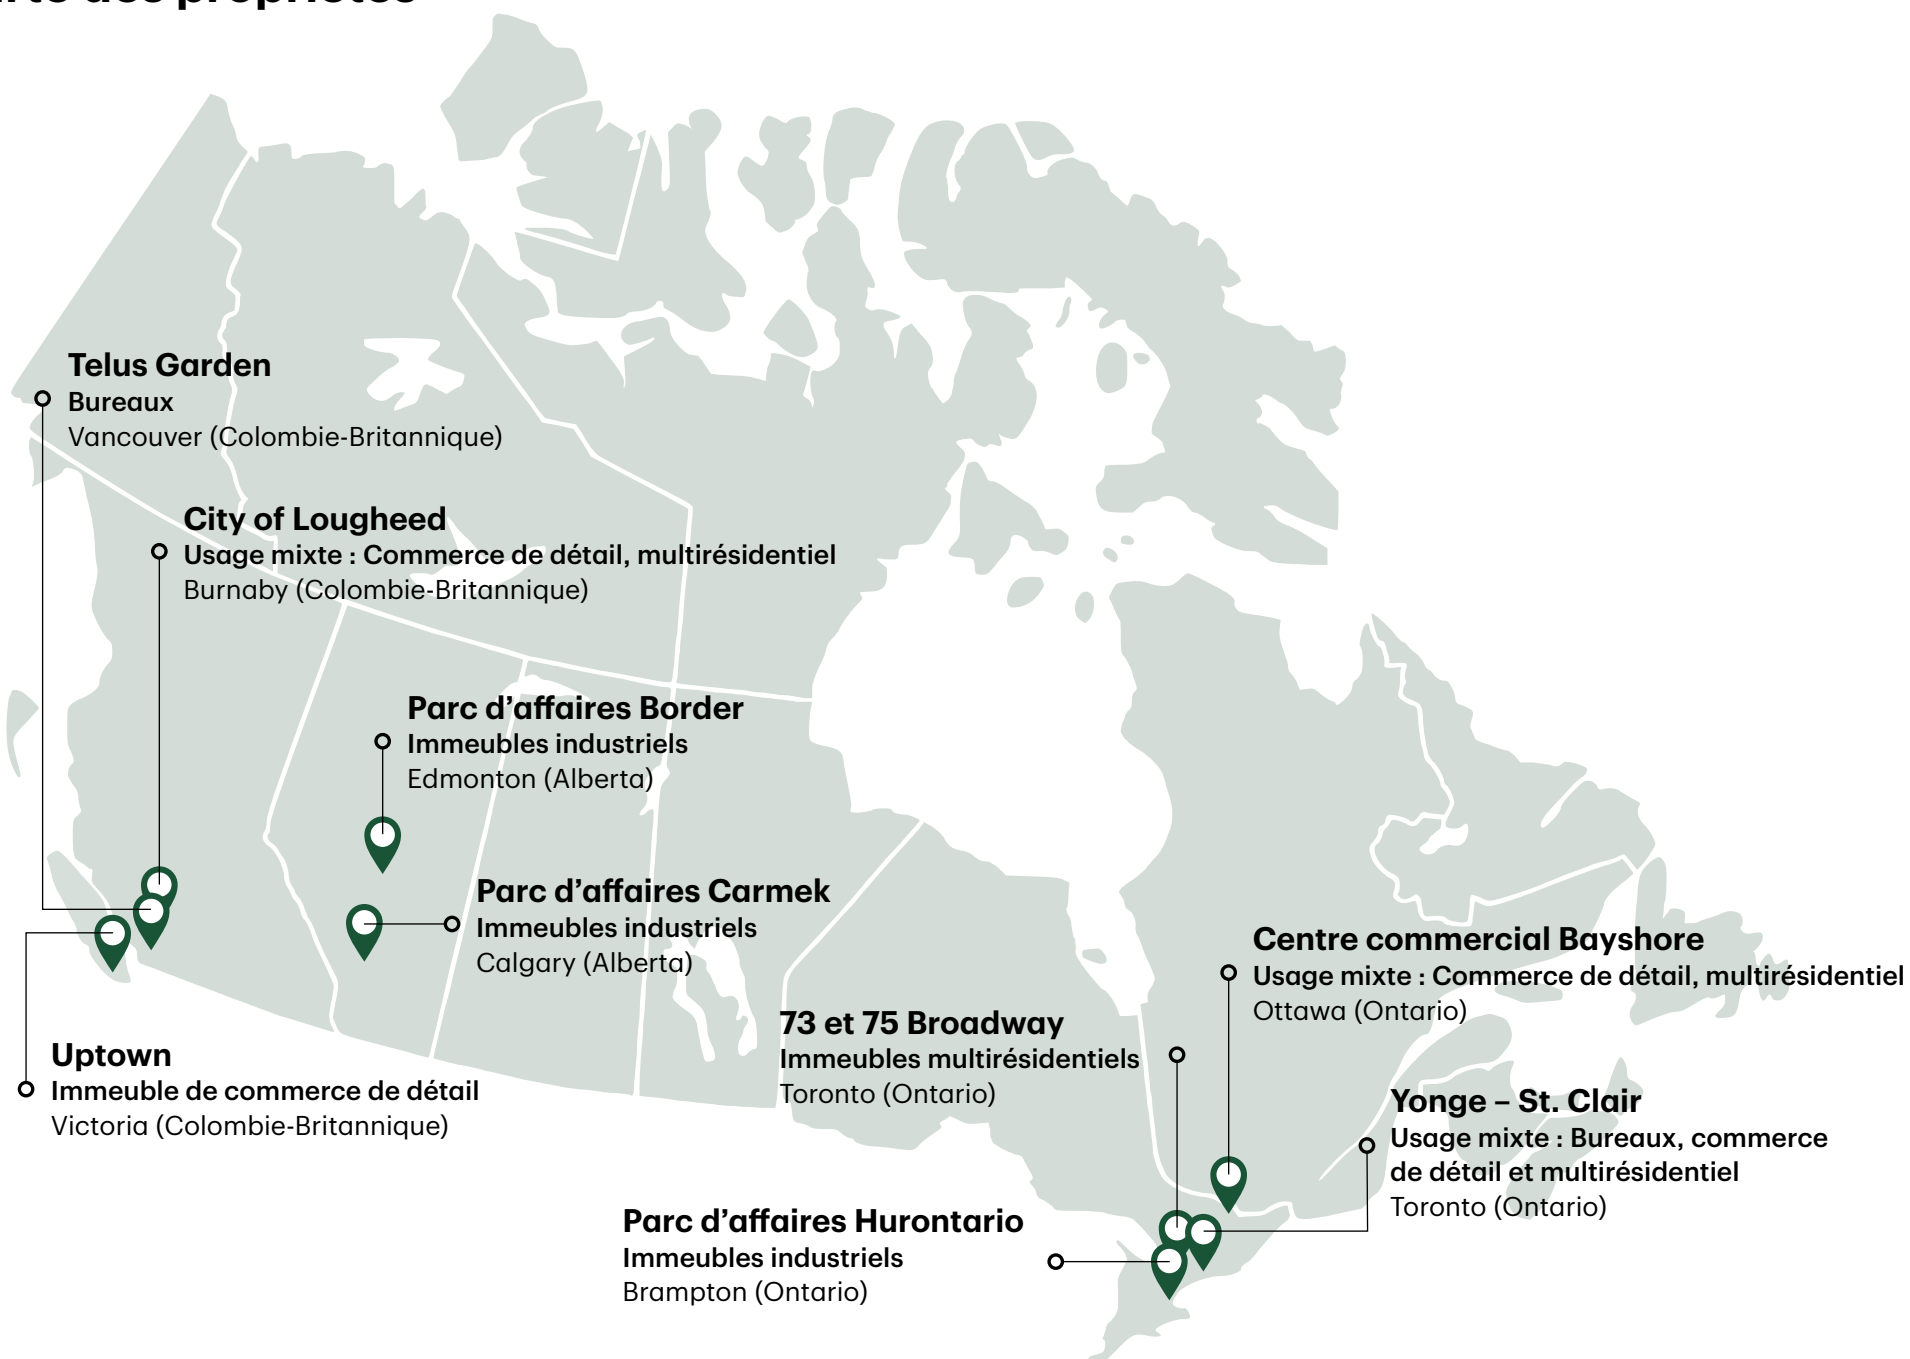 Telus Garden
Bureaux
Vancouver (Colombie-Britannique)
City of Lougheed
Usage mixte : Commerce de détail, multirésidentiel
Burnaby (Colombie-Britannique)
Parc d’affaires Border
Immeubles industriels
Edmonton (Alberta)
Parc d’affaires Carmek
Immeubles industriels
Calgary (Alberta)
Centre commercial Bayshore
Usage mixte : Commerce de détail, multirésidentiel
Ottawa (Ontario)
73 et 75 Broadway
Immeubles multirésidentiels
Toronto (Ontario)
Uptown
Immeuble de commerce de détail
Victoria (Colombie-Britannique)
Yonge – St. Clair
Usage mixte : Bureaux, commerce
de détail et multirésidentiel
Toronto (Ontario)
Parc d’affaires Hurontario
Immeubles industriels
Brampton (Ontario)